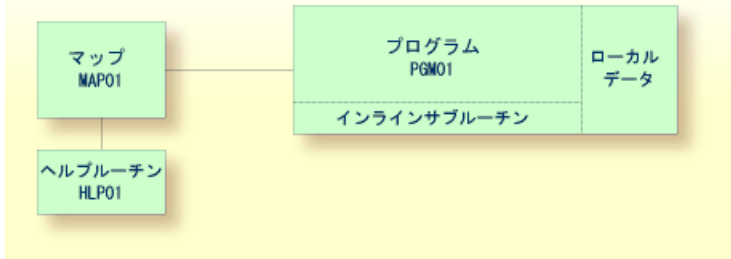 マップ
MAP01
プログラム
PGM01
ローカル
データ
インラインサブルーチン
ヘルプルーチン
HLP01